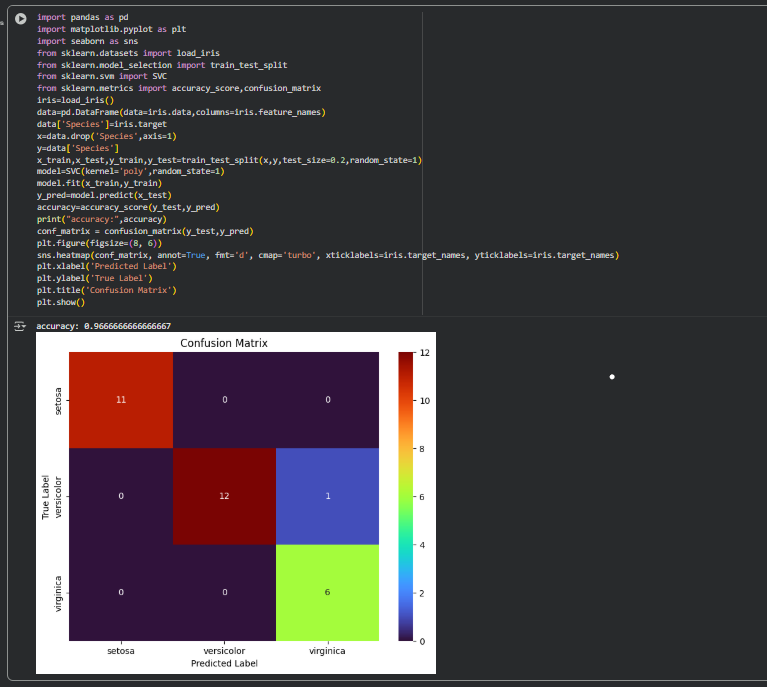 import pandas as pd
import matplotlib.pyplot as plt
import seaborn as sns
from sklearn.datasets import load_iris
from sklearn.model_selection import train_test_split
from sklearn.svm import SVC
from sklearn.metrics import accuracy_score,confusion_matrix
iris=load_iris()
data=pd.DataFrame(data=iris.data,columns=iris.feature_names)
data['Species']=iris.target
x=data.drop('Species',axis=1)
y=data['Species']
x_train,x_test,y_train,y_test=train_test_split(x,y,test_size=0.2,random_state=1)
model=SVC(kernel='poly',random_state=1)
model.fit(x_train,y_train)
y_pred=model.predict(x_test)
accuracy=accuracy_score(y_test,y_pred)
print("accuracy:",accuracy)
conf_matrix = confusion_matrix(y_test,y_pred)
plt.figure(figsize=(8, 6))
sns.heatmap(conf_matrix, annot=True, fmt='d', cmap='turbo', xticklabels=iris.target_names, yticklabels=iris.target_names)
plt.xlabel('Predicted Label')
plt.ylabel('True Label')
plt.title('Confusion Matrix')
plt.show()
accuracy: 0.9666666666666667
Confusion Matrix
True Label
setosa
11 0 0
versicolor
0 12 1
virginica
0 0 6
setosa versicolor virginica
Predicted Label
12
10
8
6
4
2
0